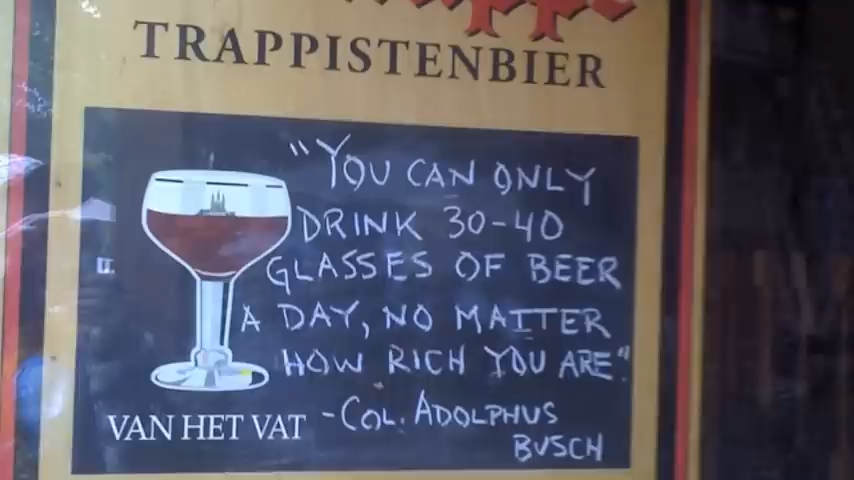 TRAPPISTENBIER
"YOU CAN ONLY
DRINK 30-40
GLASSES OF BEER
A DAY, NO MATTER
HOW RICH YOU ARE".
-COL. ADOLPHUS
BUSCH
VAN HET VAT